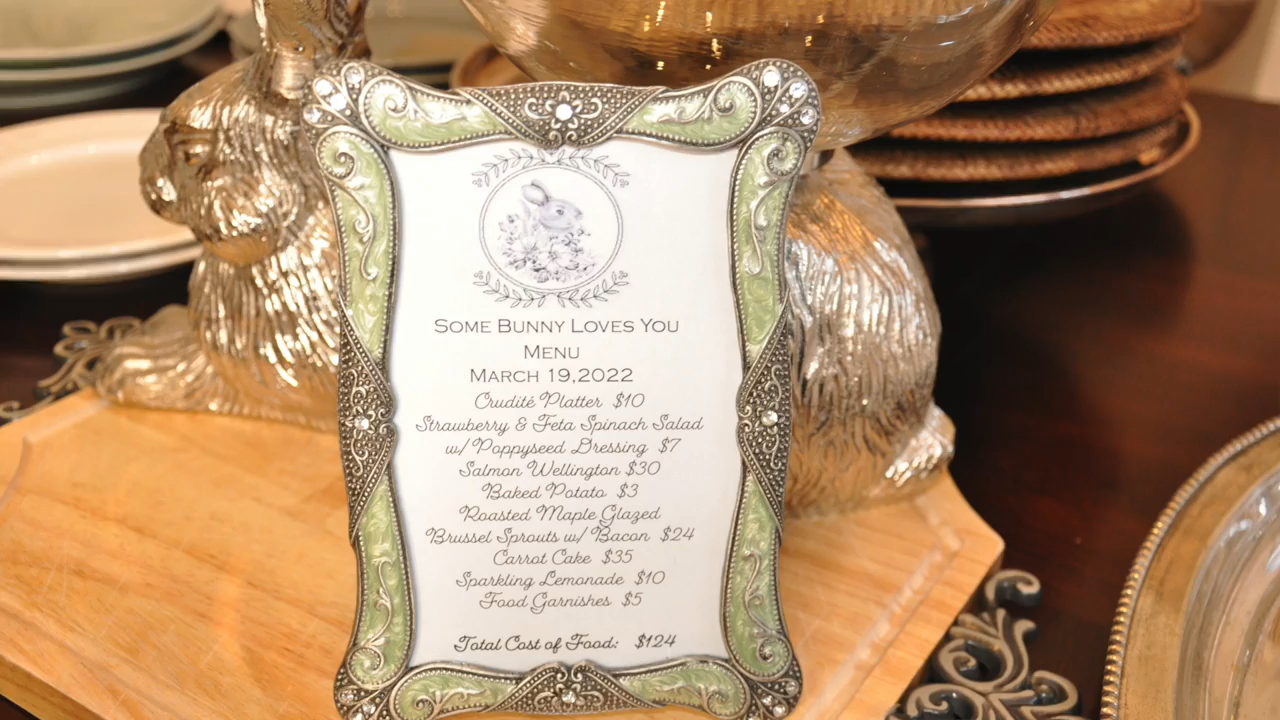 Some Bunny Loves You
Menu
March 19,2022
Crudité Platter $10
Strawberry & Feta Spinach Salad
w/ Poppyseed Dressing $7
Salmon Wellington $30
Baked Potato $3
Roasted Maple Glazed
Brussel Sprouts w/ Bacon $24
Carrot Cake $35
Sparkling Lemonade $10
Food Garnishes $5
Total Cost of Food: $124